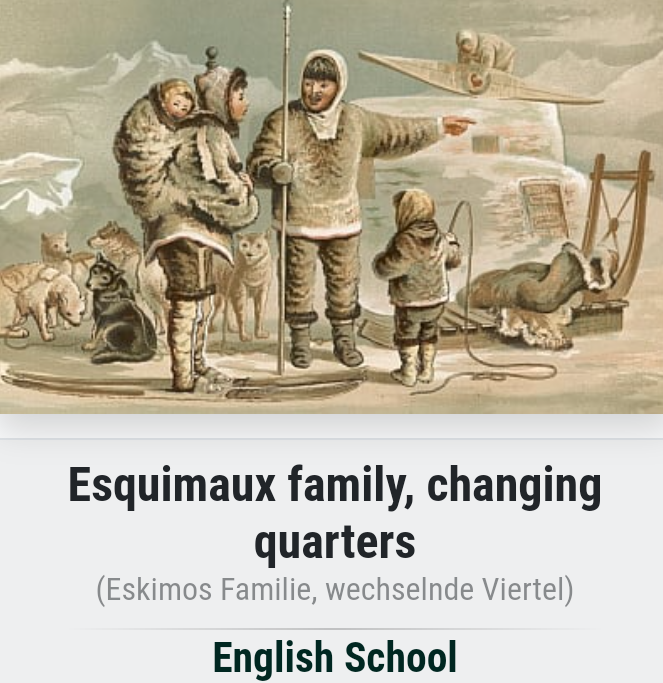 Esquimaux family, changing
quarters
(Eskimos Familie, wechselnde Viertel)
English School